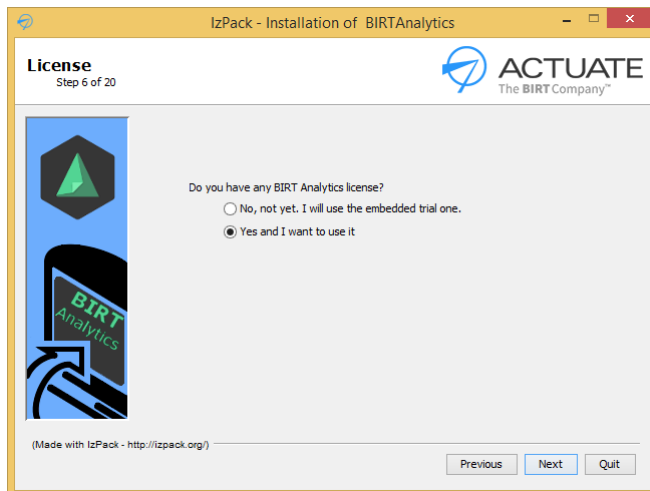 IzPack - Installation of BIRTAnalytics
License
Step 6 of 20
ACTUATE
The BIRT Company™
Do you have any BIRT Analytics license?
No, not yet. I will use the embedded trial one.
Yes and I want to use it
BIRT
Analytics
(Made with IzPack - http://izpack.org/)
Previous Next Quit